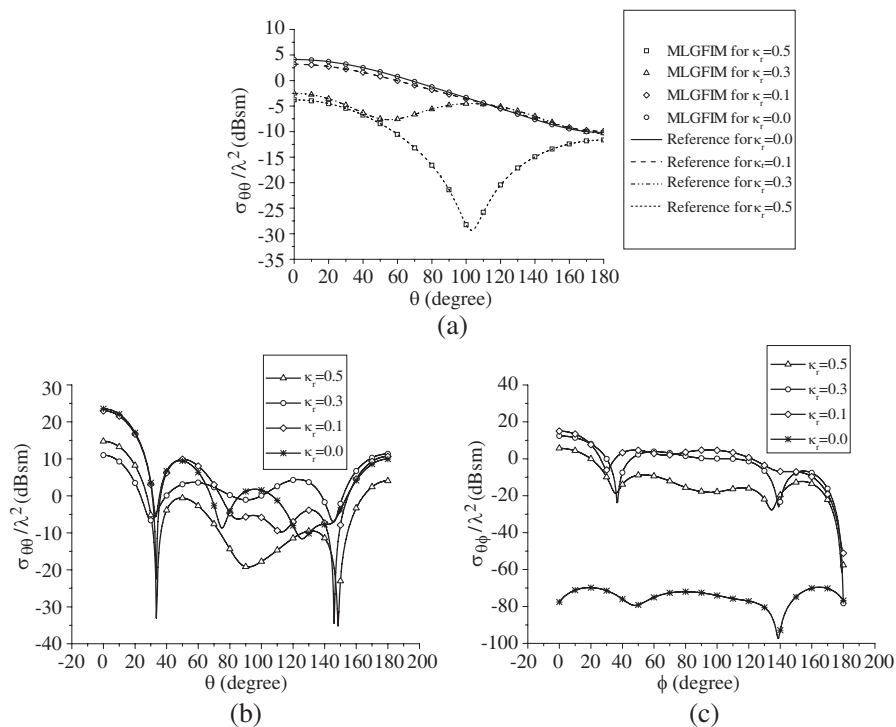 10
5
0
-5
-10
-15
-20
-25
-30
-35
σθθ/λ² (dBsm)
0 20 40 60 80 100 120 140 160 180
θ (degree)
MLGFIM for κr=0.5
MLGFIM for κr=0.3
MLGFIM for κr=0.1
MLGFIM for κr=0.0
Reference for κr=0.0
Reference for κr=0.1
Reference for κr=0.3
Reference for κr=0.5
(a)
κr=0.5
κr=0.3
κr=0.1
κr=0.0
30
20
10
0
-10
-20
-30
-40
σθθ/λ² (dBsm)
-20 0 20 40 60 80 100 120 140 160 180 200
θ (degree)
(b)
κr=0.5
κr=0.3
κr=0.1
κr=0.0
40
20
0
-20
-40
-60
-80
-100
σθϕ/λ² (dBsm)
-20 0 20 40 60 80 100 120 140 160 180 200
ϕ (degree)
(c)